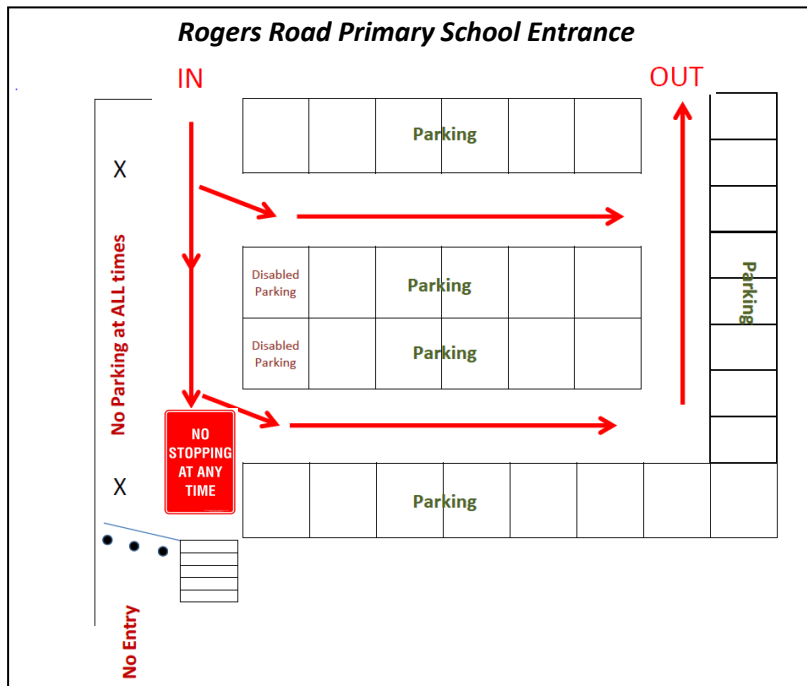 Rogers Road Primary School Entrance
IN
OUT
Parking
X
No Parking at ALL times
Disabled
Parking
Parking
Parking
Disabled
Parking
Parking
NO
STOPPING
AT ANY
TIME
X
Parking
No Entry